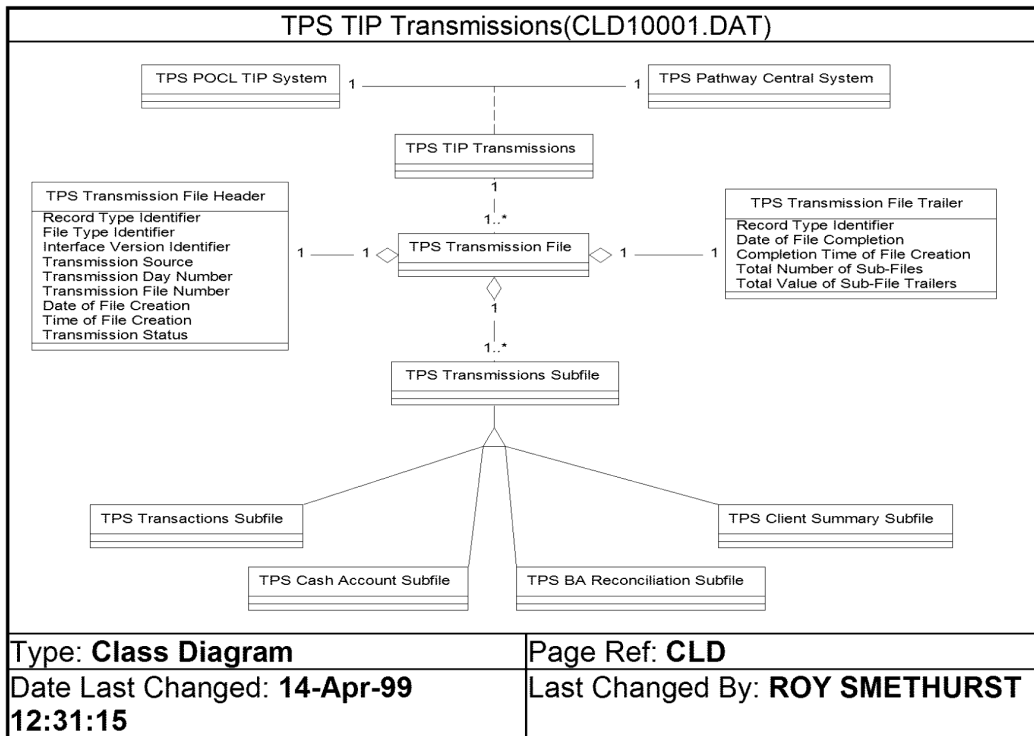 TPS TIP Transmissions(CLD10001.DAT)
TPS POCL TIP System
1
1
TPS Pathway Central System
TPS TIP Transmissions
1
1..*
TPS Transmission File Header
Record Type Identifier
File Type Identifier
Interface Version Identifier
Transmission Source
Transmission Day Number
Transmission File Number
Date of File Creation
Time of File Creation
Transmission Status
1
1
TPS Transmission File
1
1
TPS Transmission File Trailer
Record Type Identifier
Date of File Completion
Completion Time of File Creation
Total Number of Sub-Files
Total Value of Sub-File Trailers
1
1..*
TPS Transmissions Subfile
TPS Transactions Subfile
TPS Client Summary Subfile
TPS Cash Account Subfile
TPS BA Reconciliation Subfile
Type: Class Diagram
Page Ref: CLD
Date Last Changed: 14-Apr-99
12:31:15
Last Changed By: ROY SMETHURST